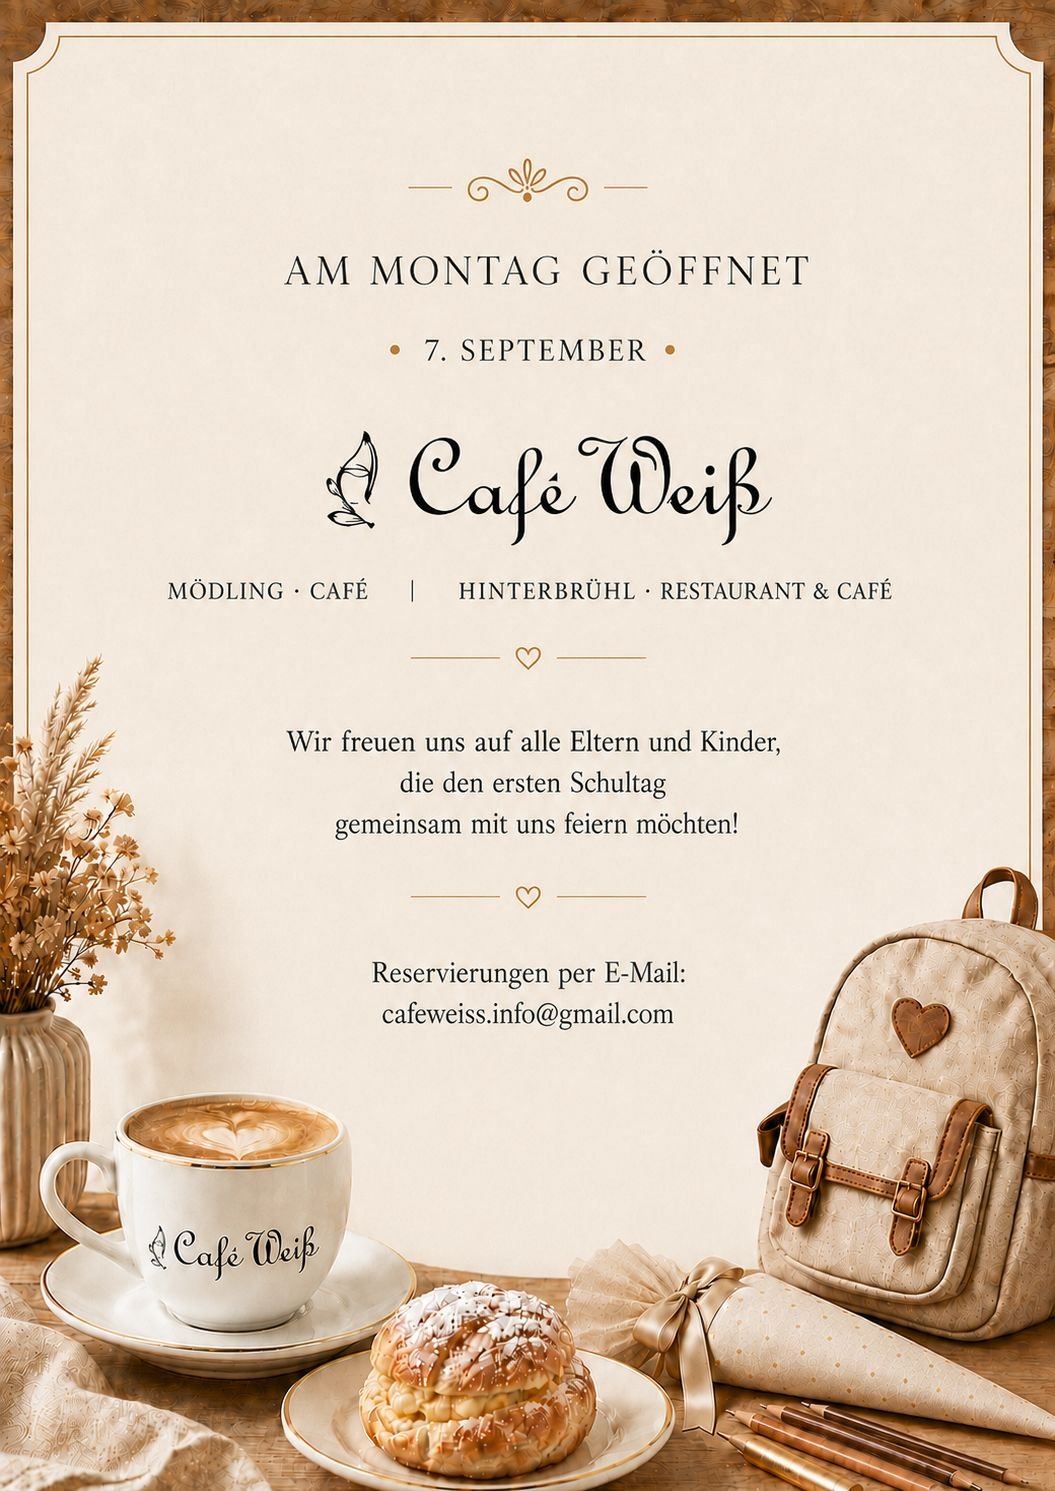 AM MONTAG GEÖFFNET
• 7. SEPTEMBER •
Café Weiß
MÖDLING · CAFÉ | HINTERBRÜHL · RESTAURANT & CAFÉ
Wir freuen uns auf alle Eltern und Kinder,
die den ersten Schultag
gemeinsam mit uns feiern möchten!
Reservierungen per E-Mail:
cafeweiss.info@gmail.com
Café Weiß